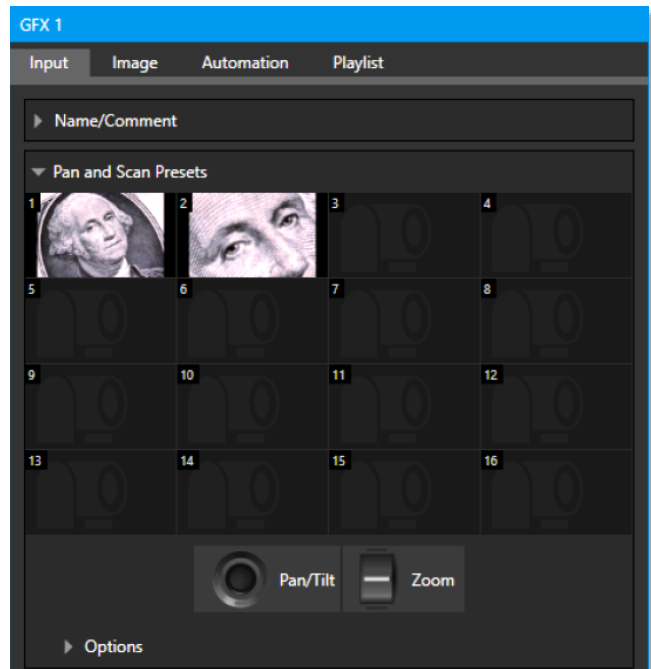 GFX 1
Input Image Automation Playlist
Name/Comment
Pan and Scan Presets
1 2 3 4
5 6 7 8
9 10 11 12
13 14 15 16
Pan/Tilt Zoom
Options